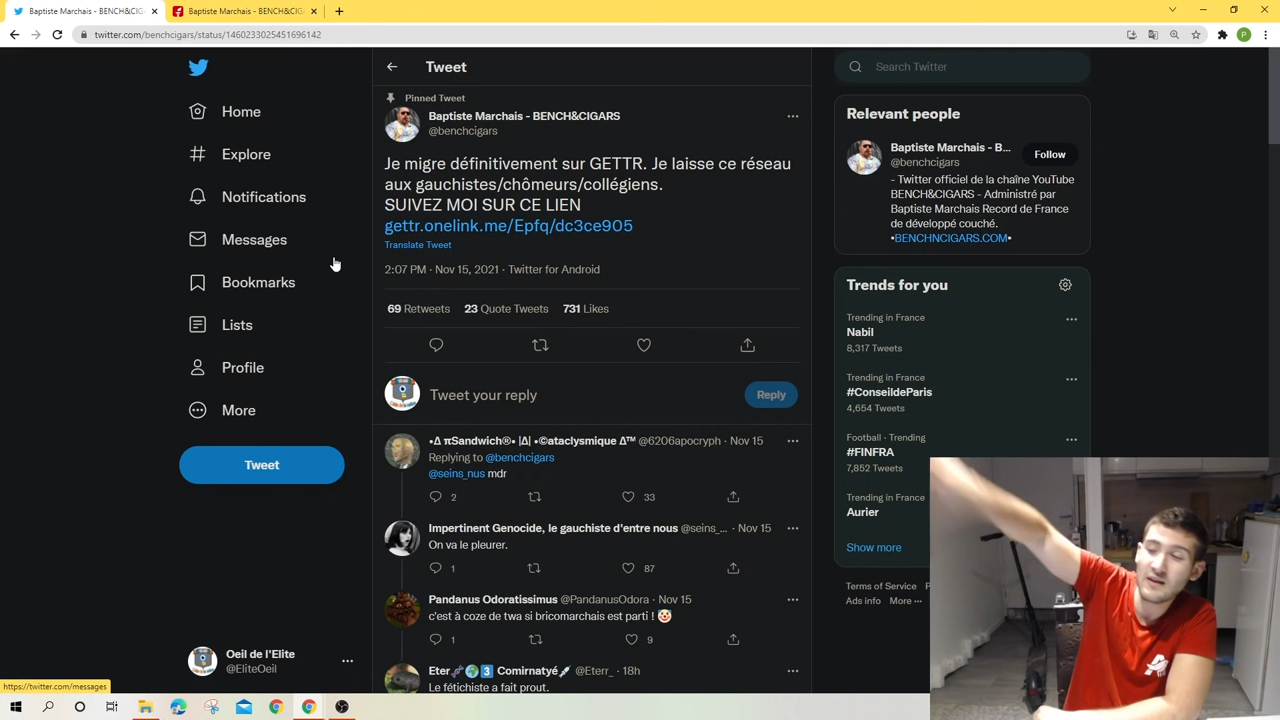 Baptiste Marchais - BENCH&CIG
Baptiste Marchais - BENCH&CIG
twitter.com/benchcigars/status/1460233025451696142
P
Home
Explore
Notifications
Messages
Bookmarks
Lists
Profile
More
Tweet
Oeil de l'Elite
@EliteOeil
https://twitter.com/messages
Tweet
Pinned Tweet
Baptiste Marchais - BENCH&CIGARS
@benchcigars
Je migre définitivement sur GETTR. Je laisse ce réseau
aux gauchistes/chômeurs/collégiens.
SUIVEZ MOI SUR CE LIEN
gettr.onelink.me/Epfq/dc3ce905
Translate Tweet
2:07 PM · Nov 15, 2021 · Twitter for Android
69 Retweets 23 Quote Tweets 731 Likes
Tweet your reply
Reply
•Δ πSandwich®• |Δ| •©ataclysmique Δ™ @6206apocryph · Nov 15
Replying to @benchcigars
@seins_nus mdr
2 33
Impertinent Genocide, le gauchiste d'entre nous @seins_... · Nov 15
On va le pleurer.
1 87
Pandanus Odoratissimus @PandanusOdora · Nov 15
c'est à coze de twa si bricomarchais est parti ! 🤡
1 9
Eter🧬🌍3️⃣ Comirnatyé💉 @Eterr_ · 18h
Le fétichiste a fait prout.
Search Twitter
Relevant people
Baptiste Marchais - B...
@benchcigars
Follow
- Twitter officiel de la chaîne YouTube
BENCH&CIGARS - Administré par
Baptiste Marchais Record de France
de développé couché.
•BENCHNCIGARS.COM•
Trends for you
Trending in France
Nabil
8,317 Tweets
Trending in France
#ConseildeParis
4,654 Tweets
Football · Trending
#FINFRA
7,852 Tweets
Trending in France
Aurier
Show more
Terms of Service
Ads info More ...